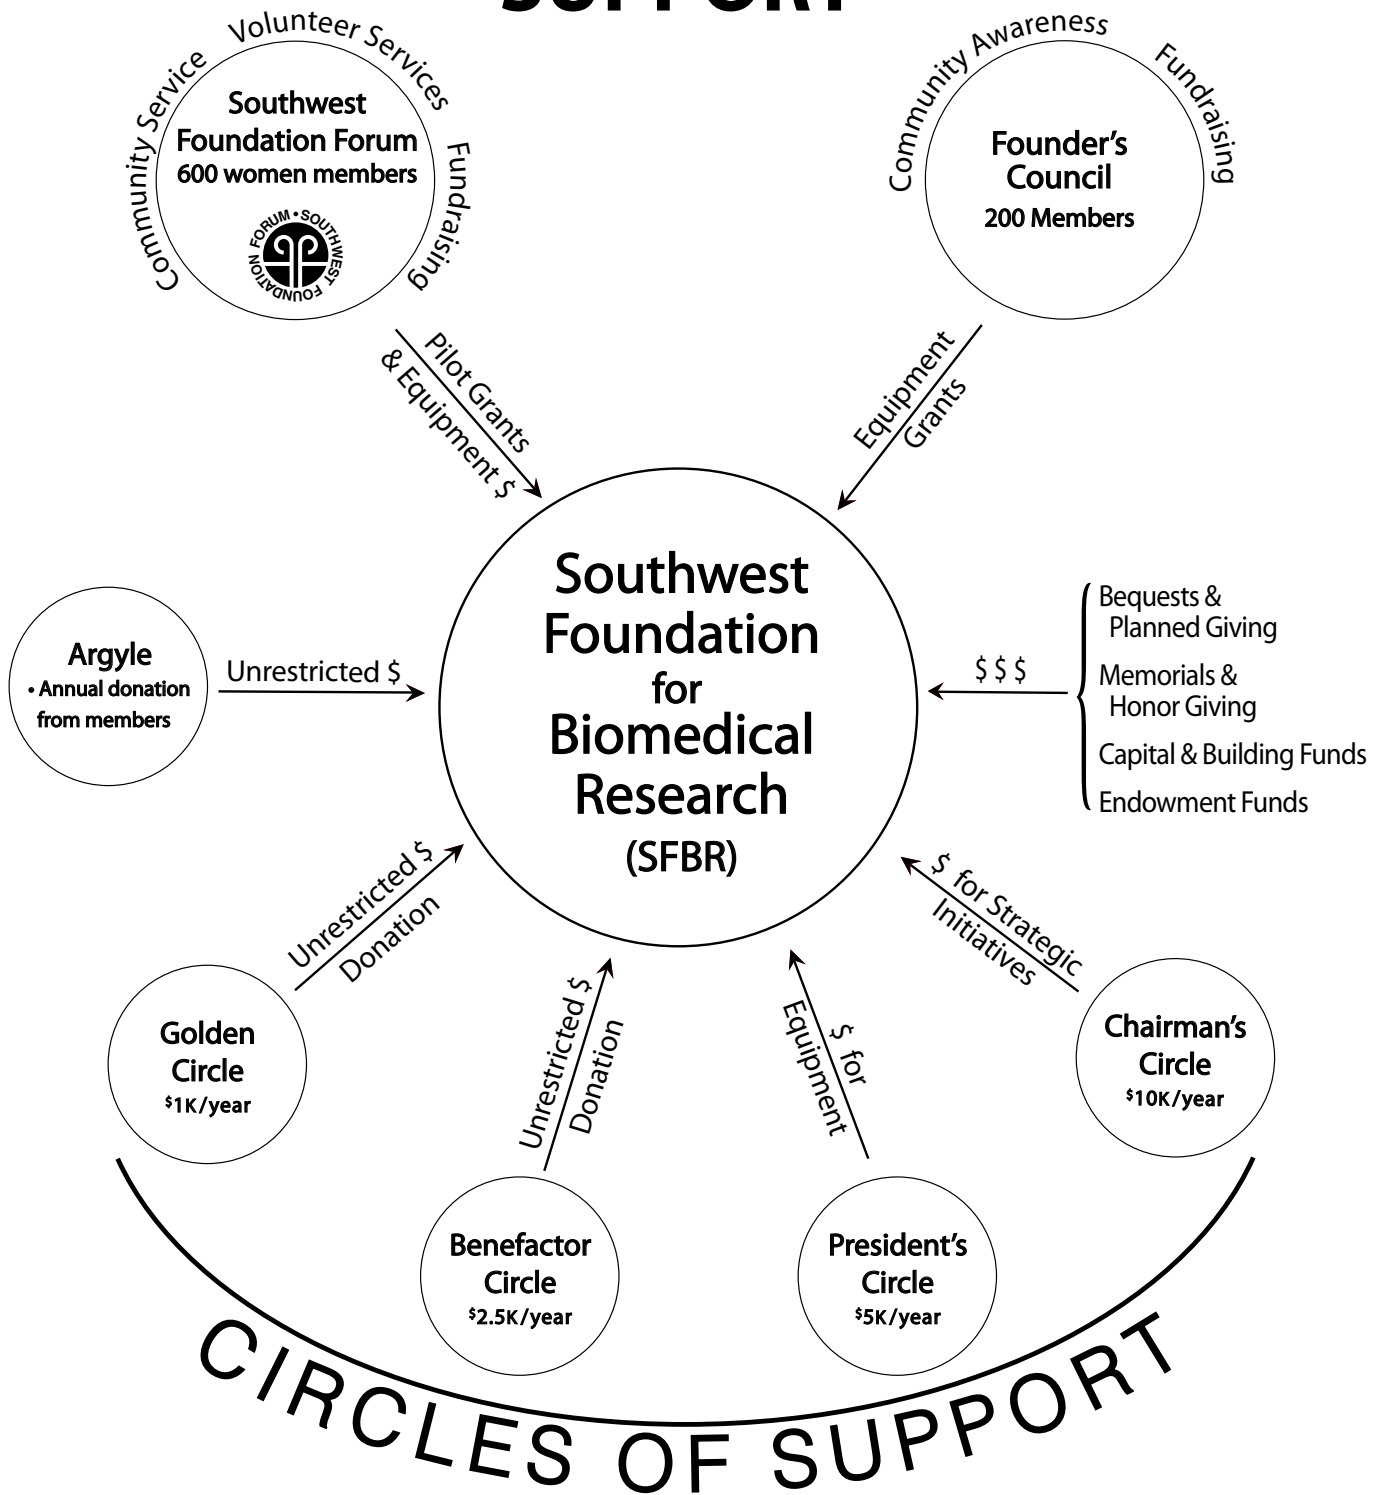 SUPPORT
Community Service
Volunteer Services
Fundraising
Southwest
Foundation Forum
600 women members
FORUM • SOUTHWEST FOUNDATION
Community Awareness
Fundraising
Founder's
Council
200 Members
Pilot Grants
& Equipment $
Equipment
Grants
Southwest
Foundation
for
Biomedical
Research
(SFBR)
Argyle
• Annual donation
from members
Unrestricted $
$ $ $
Bequests &
Planned Giving
Memorials &
Honor Giving
Capital & Building Funds
Endowment Funds
Unrestricted $
Donation
Golden
Circle
$1K/year
Unrestricted $
Donation
Benefactor
Circle
$2.5K/year
$ for
Equipment
President's
Circle
$5K/year
$ for Strategic
Initiatives
Chairman's
Circle
$10K/year
CIRCLES OF SUPPORT